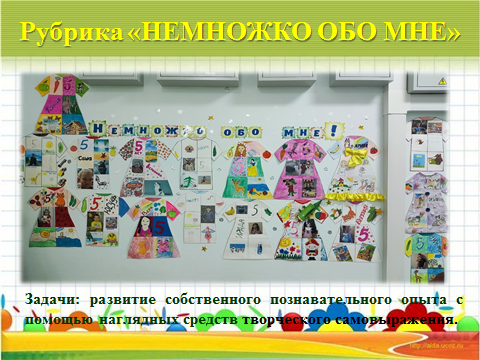 Рубрика «НЕМНОЖКО ОБО МНЕ»
НЕМНОЖКО ОБО МНЕ!
Задачи: развитие собственного познавательного опыта с
помощью наглядных средств творческого самовыражения.